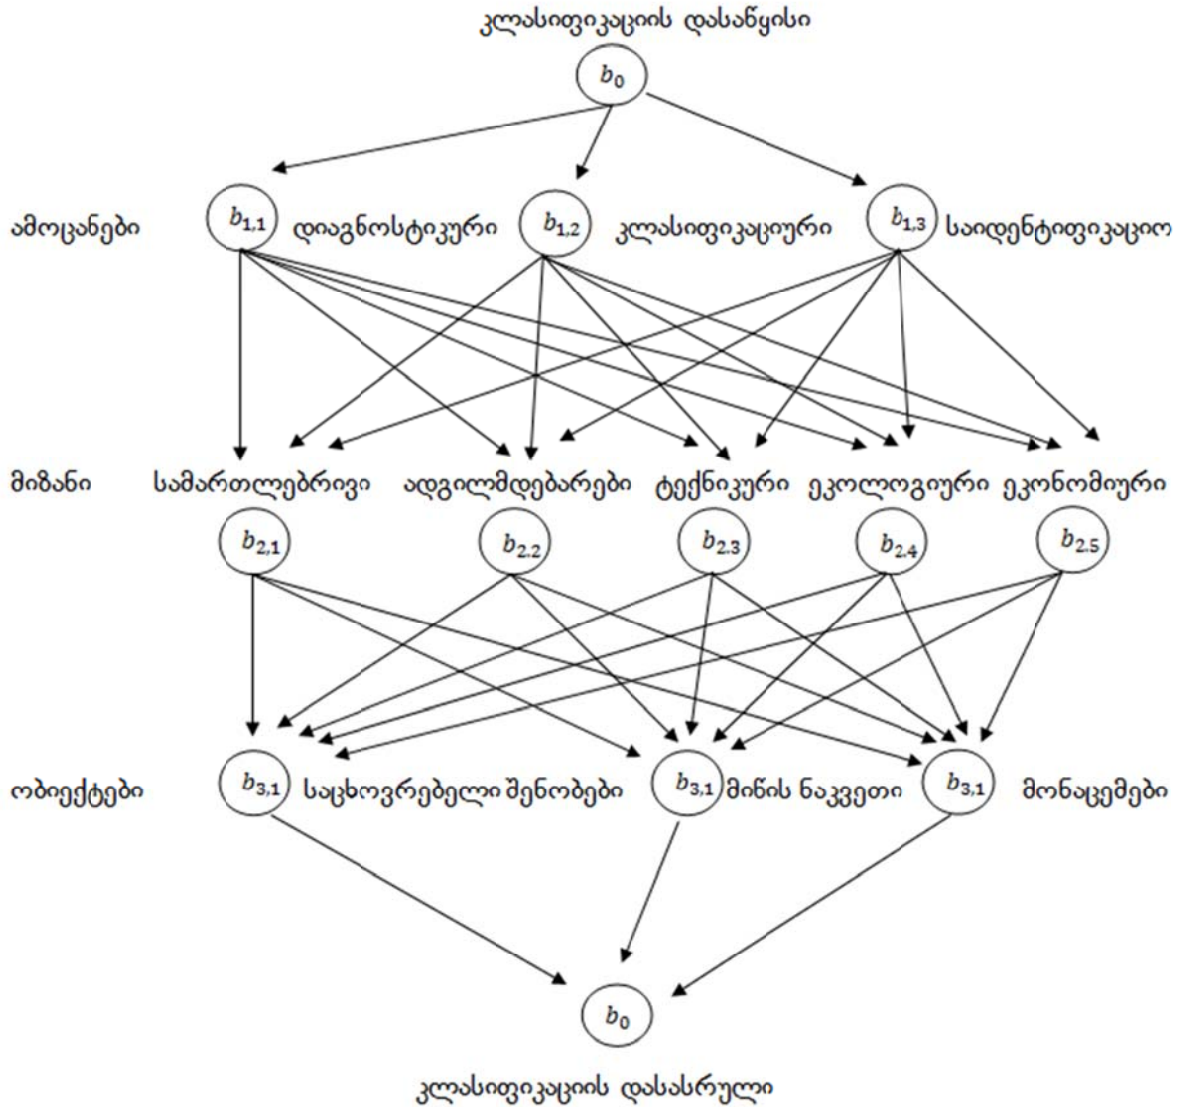 კლასიფიკაციის დასაწყისი
b₀
ამოცანები b₁,₁ დიაგნოსტიკური b₁,₂ კლასიფიკაციური b₁,₃ საიდენტიფიკაციო
მიზანი სამართლებრივი ადგილმდებარები ტექნიკური ეკოლოგიური ეკონომიური
b₂,₁ b₂.₂ b₂.₃ b₂.₄ b₂.₅
ობიექტები b₃,₁ საცხოვრებელი შენობები b₃,₁ მიწის ნაკვეთი b₃,₁ მონაცემები
b₀
კლასიფიკაციის დასასრული